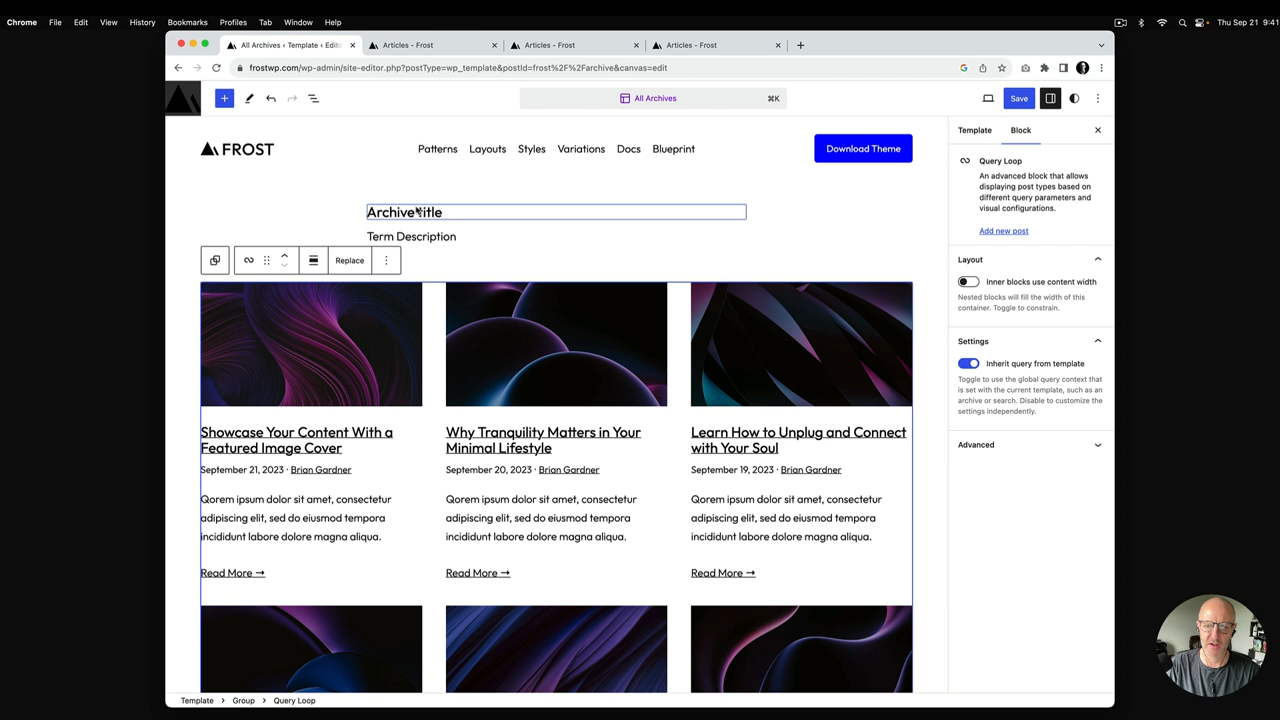 Chrome File Edit View History Bookmarks Profiles Tab Window Help Thu Sep 21 9:41
All Archives ‹ Template ‹ Edito Articles - Frost Articles - Frost Articles - Frost
frostwp.com/wp-admin/site-editor.php?postType=wp_template&postId=frost%2F%2Farchive&canvas=edit
All Archives ⌘K Save
FROST Patterns Layouts Styles Variations Docs Blueprint Download Theme
Archive Title
Term Description
Replace
Showcase Your Content With a
Featured Image Cover
September 21, 2023 · Brian Gardner
Qorem ipsum dolor sit amet, consectetur
adipiscing elit, sed do eiusmod tempora
incididunt labore dolore magna aliqua.
Read More →
Why Tranquility Matters in Your
Minimal Lifestyle
September 20, 2023 · Brian Gardner
Qorem ipsum dolor sit amet, consectetur
adipiscing elit, sed do eiusmod tempora
incididunt labore dolore magna aliqua.
Read More →
Learn How to Unplug and Connect
with Your Soul
September 19, 2023 · Brian Gardner
Qorem ipsum dolor sit amet, consectetur
adipiscing elit, sed do eiusmod tempora
incididunt labore dolore magna aliqua.
Read More →
Template Block
Query Loop
An advanced block that allows
displaying post types based on
different query parameters and
visual configurations.
Add new post
Layout
Inner blocks use content width
Nested blocks will fill the width of this
container. Toggle to constrain.
Settings
Inherit query from template
Toggle to use the global query context that
is set with the current template, such as an
archive or search. Disable to customize the
settings independently.
Advanced
Template › Group › Query Loop